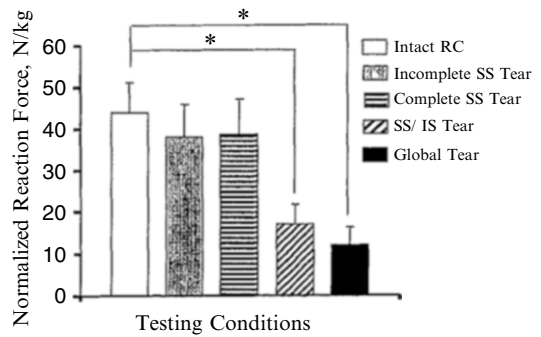 Normalized Reaction Force, N/kg
60
50
40
30
20
10
0
*
*
Intact RC
Incomplete SS Tear
Complete SS Tear
SS/ IS Tear
Global Tear
Testing Conditions